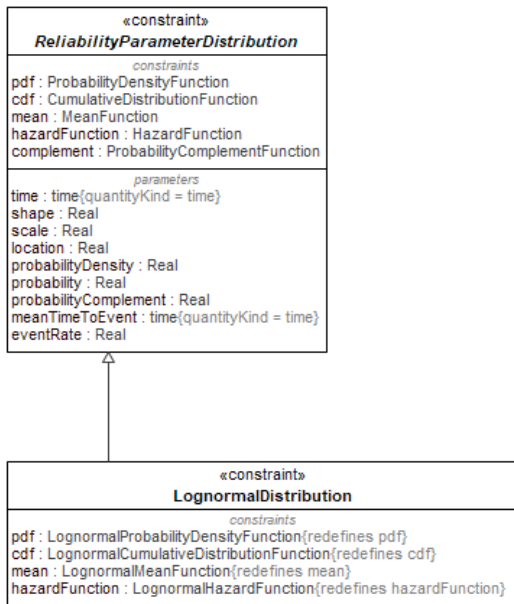 «constraint»
ReliabilityParameterDistribution
constraints
pdf : ProbabilityDensityFunction
cdf : CumulativeDistributionFunction
mean : MeanFunction
hazardFunction : HazardFunction
complement : ProbabilityComplementFunction
parameters
time : time{quantityKind = time}
shape : Real
scale : Real
location : Real
probabilityDensity : Real
probability : Real
probabilityComplement : Real
meanTimeToEvent : time{quantityKind = time}
eventRate : Real
«constraint»
LognormalDistribution
constraints
pdf : LognormalProbabilityDensityFunction{redefines pdf}
cdf : LognormalCumulativeDistributionFunction{redefines cdf}
mean : LognormalMeanFunction{redefines mean}
hazardFunction : LognormalHazardFunction{redefines hazardFunction}